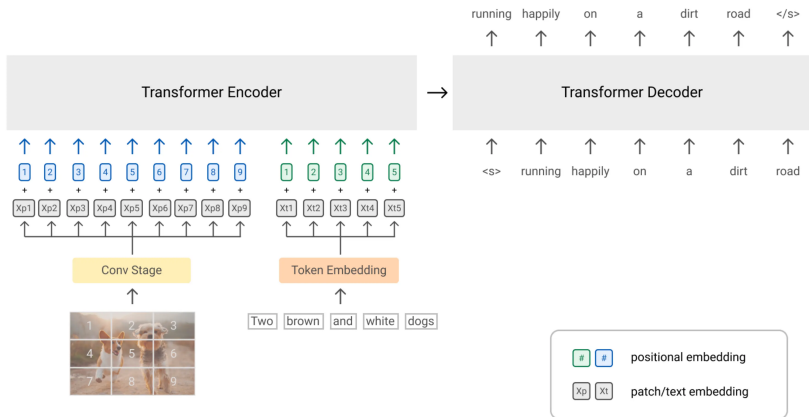 running happily on a dirt road </s>
Transformer Encoder
Transformer Decoder
1 2 3 4 5 6 7 8 9
1 2 3 4 5
+ + + + + + + + +
+ + + + +
<s> running happily on a dirt road
Xp1 Xp2 Xp3 Xp4 Xp5 Xp6 Xp7 Xp8 Xp9
Xt1 Xt2 Xt3 Xt4 Xt5
Conv Stage
Token Embedding
1 2 3
4 5 6
7 8 9
Two brown and white dogs
# # positional embedding
Xp Xt patch/text embedding